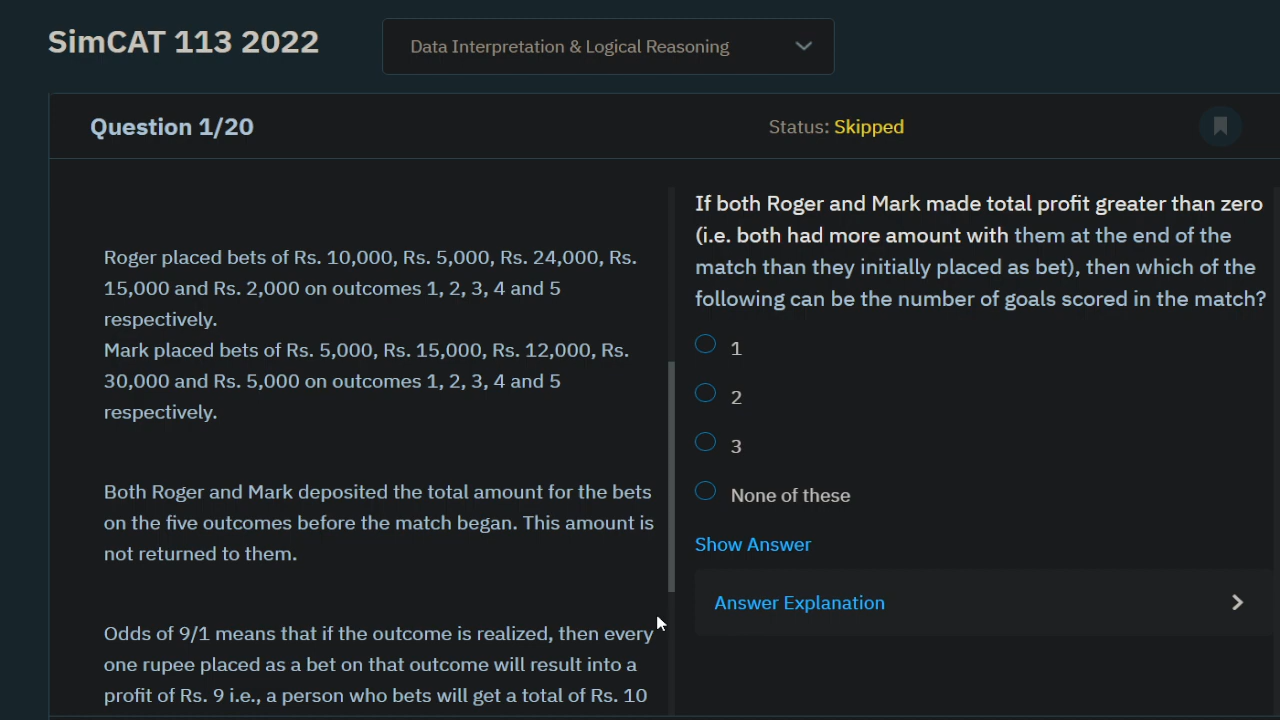 SimCAT 113 2022
Data Interpretation & Logical Reasoning
Question 1/20
Status: Skipped
Roger placed bets of Rs. 10,000, Rs. 5,000, Rs. 24,000, Rs.
15,000 and Rs. 2,000 on outcomes 1, 2, 3, 4 and 5
respectively.
Mark placed bets of Rs. 5,000, Rs. 15,000, Rs. 12,000, Rs.
30,000 and Rs. 5,000 on outcomes 1, 2, 3, 4 and 5
respectively.
Both Roger and Mark deposited the total amount for the bets
on the five outcomes before the match began. This amount is
not returned to them.
Odds of 9/1 means that if the outcome is realized, then every
one rupee placed as a bet on that outcome will result into a
profit of Rs. 9 i.e., a person who bets will get a total of Rs. 10
If both Roger and Mark made total profit greater than zero
(i.e. both had more amount with them at the end of the
match than they initially placed as bet), then which of the
following can be the number of goals scored in the match?
1
2
3
None of these
Show Answer
Answer Explanation